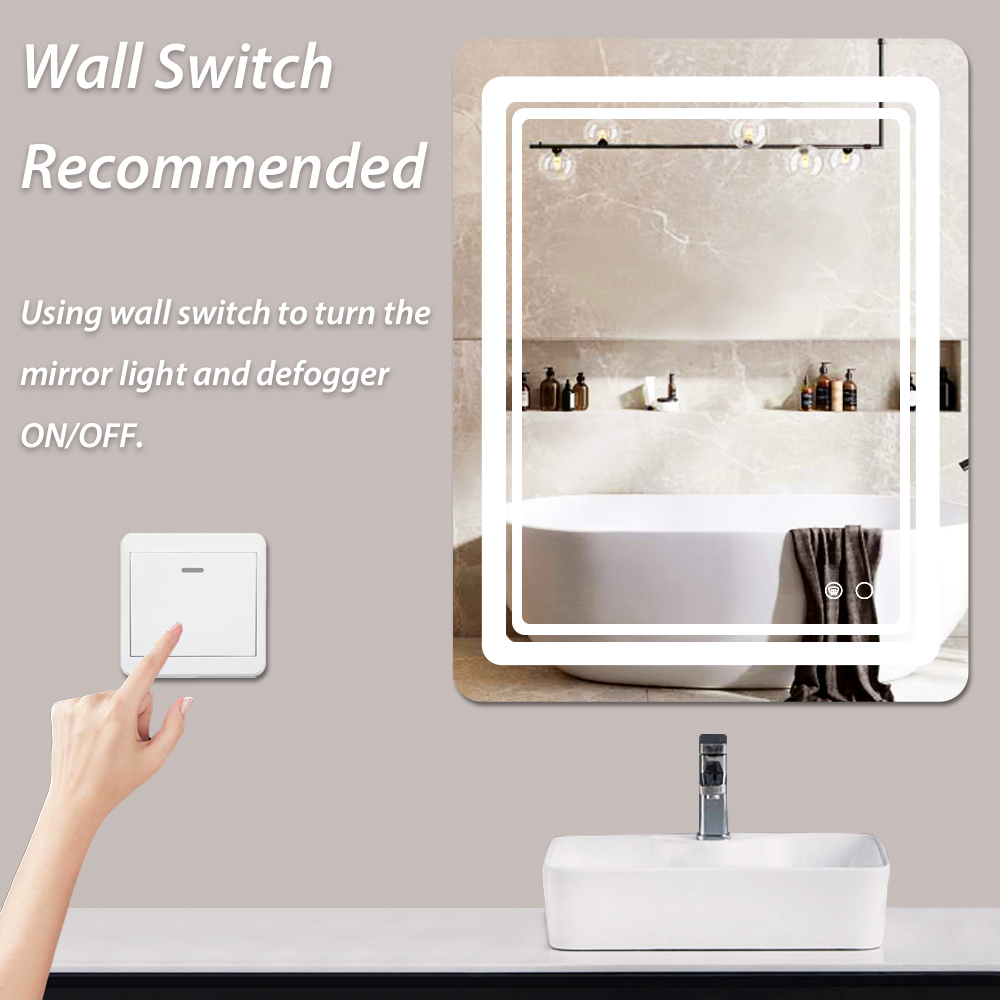 Wall Switch
Recommended
Using wall switch to turn the
mirror light and defogger
ON/OFF.